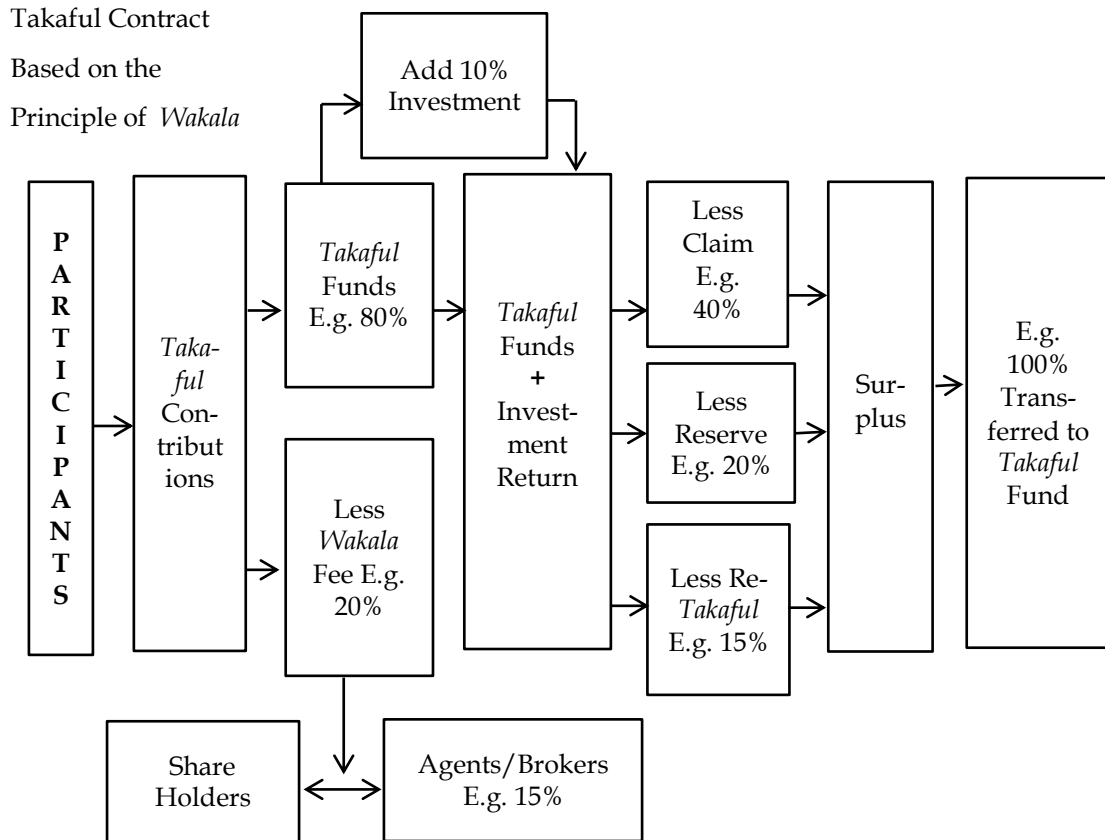 Takaful Contract
Based on the
Principle of Wakala
Add 10%
Investment
P
A
R
T
I
C
I
P
A
N
T
S
Taka-
ful
Con-
tribut
ions
Takaful
Funds
E.g. 80%
Less
Wakala
Fee E.g.
20%
Takaful
Funds
+
Invest-
ment
Return
Less
Claim
E.g.
40%
Less
Reserve
E.g. 20%
Less Re-
Takaful
E.g. 15%
Sur-
plus
E.g.
100%
Trans-
ferred to
Takaful
Fund
Share
Holders
Agents/Brokers
E.g. 15%